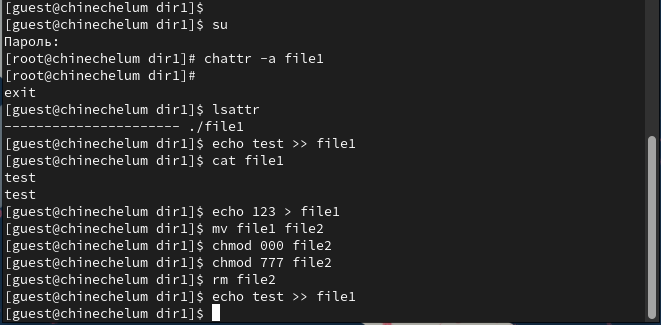 [guest@chinechelum dir1]$
[guest@chinechelum dir1]$ su
Пароль:
[root@chinechelum dir1]# chattr -a file1
[root@chinechelum dir1]#
exit
[guest@chinechelum dir1]$ lsattr
---------------------- ./file1
[guest@chinechelum dir1]$ echo test >> file1
[guest@chinechelum dir1]$ cat file1
test
test
[guest@chinechelum dir1]$ echo 123 > file1
[guest@chinechelum dir1]$ mv file1 file2
[guest@chinechelum dir1]$ chmod 000 file2
[guest@chinechelum dir1]$ chmod 777 file2
[guest@chinechelum dir1]$ rm file2
[guest@chinechelum dir1]$ echo test >> file1
[guest@chinechelum dir1]$